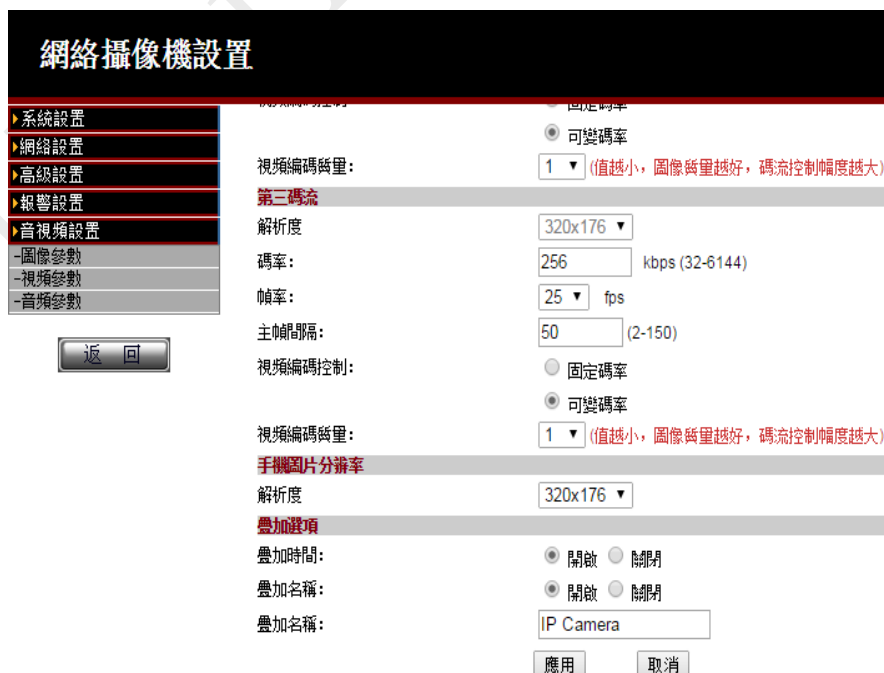 網絡攝像機設置
系統設置
網絡設置
高級設置
報警設置
音視頻設置
-圖像參數
-視頻參數
-音頻參數
返 回
可變碼率
視頻編碼質量: 1 (值越小，圖像質量越好，碼流控制幅度越大)
第三碼流
解析度 320x176
碼率: 256 kbps (32-6144)
幀率: 25 fps
主幀間隔: 50 (2-150)
視頻編碼控制: 固定碼率
可變碼率
視頻編碼質量: 1 (值越小，圖像質量越好，碼流控制幅度越大)
手機圖片分辨率
解析度 320x176
疊加選項
疊加時間: 開啟 關閉
疊加名稱: 開啟 關閉
疊加名稱: IP Camera
應用 取消